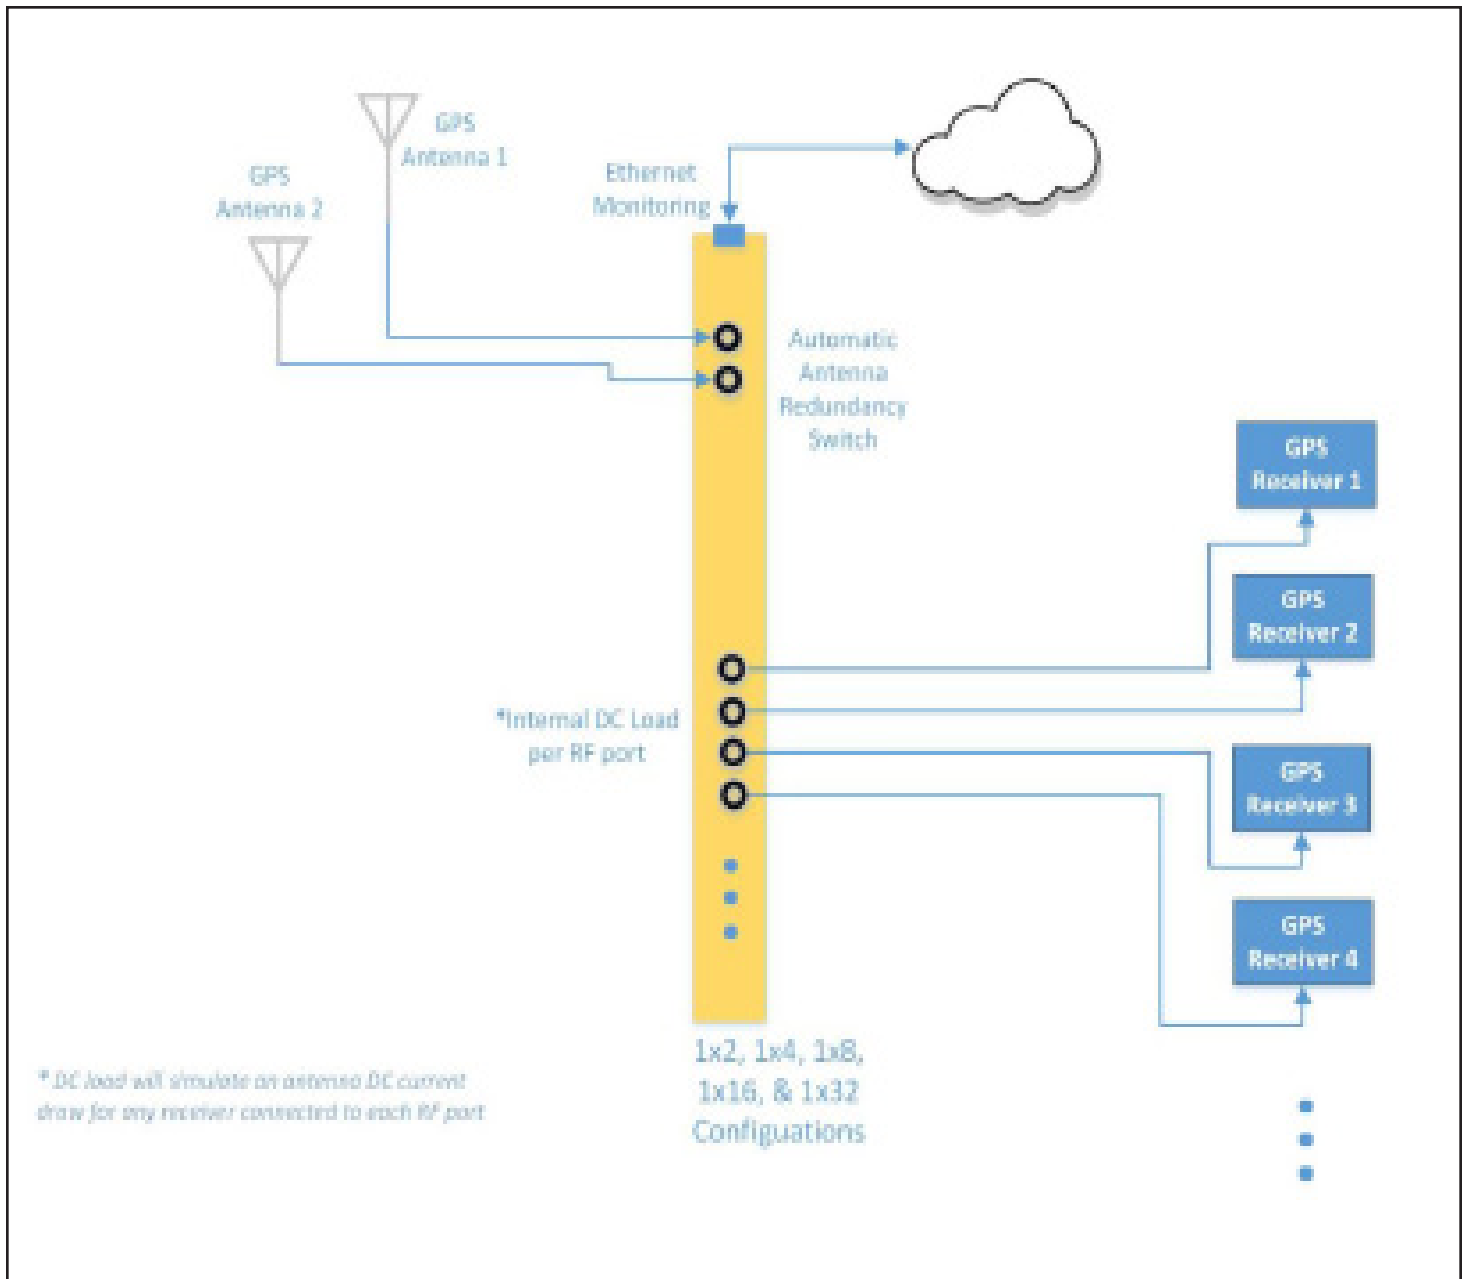 GPS
Antenna 1
GPS
Antenna 2
Ethernet
Monitoring
Automatic
Antenna
Redundancy
Switch
GPS
Receiver 1
GPS
Receiver 2
*Internal DC Load
per RF port
GPS
Receiver 3
GPS
Receiver 4
1x2, 1x4, 1x8,
1x16, & 1x32
Configuations
* DC load will simulate an antenna DC current
draw for any receiver connected to each RF port